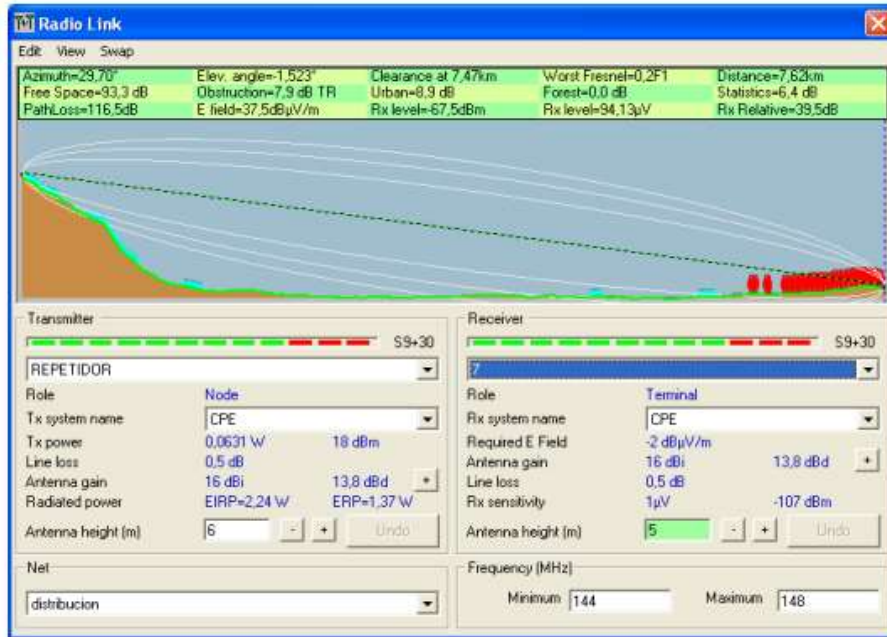 Radio Link
Edit View Swap
Azimuth=29,70° Elev. angle=-1,523° Clearance at 7,47km Worst Fresnel=0,2F1 Distance=7,62km
Free Space=93,3 dB Obstruction=7,9 dB TR Urban=8,9 dB Forest=0,0 dB Statistics=6,4 dB
PathLoss=116,5dB E field=37,5dBµV/m Rx level=-67,5dBm Rx level=94,13µV Rx Relative=39,5dB
Transmitter
S9+30
REPETIDOR
Role Node
Tx system name CPE
Tx power 0,0631 W 18 dBm
Line loss 0,5 dB
Antenna gain 16 dBi 13,8 dBd +
Radiated power EIRP=2,24 W ERP=1,37 W
Antenna height (m) 6 - + Undo
Net
distribucion
Receiver
S9+30
7
Role Terminal
Rx system name CPE
Required E Field -2 dBµV/m
Antenna gain 16 dBi 13,8 dBd +
Line loss 0,5 dB
Rx sensitivity 1µV -107 dBm
Antenna height (m) 5 - + Undo
Frequency (MHz)
Minimum 144 Maximum 148